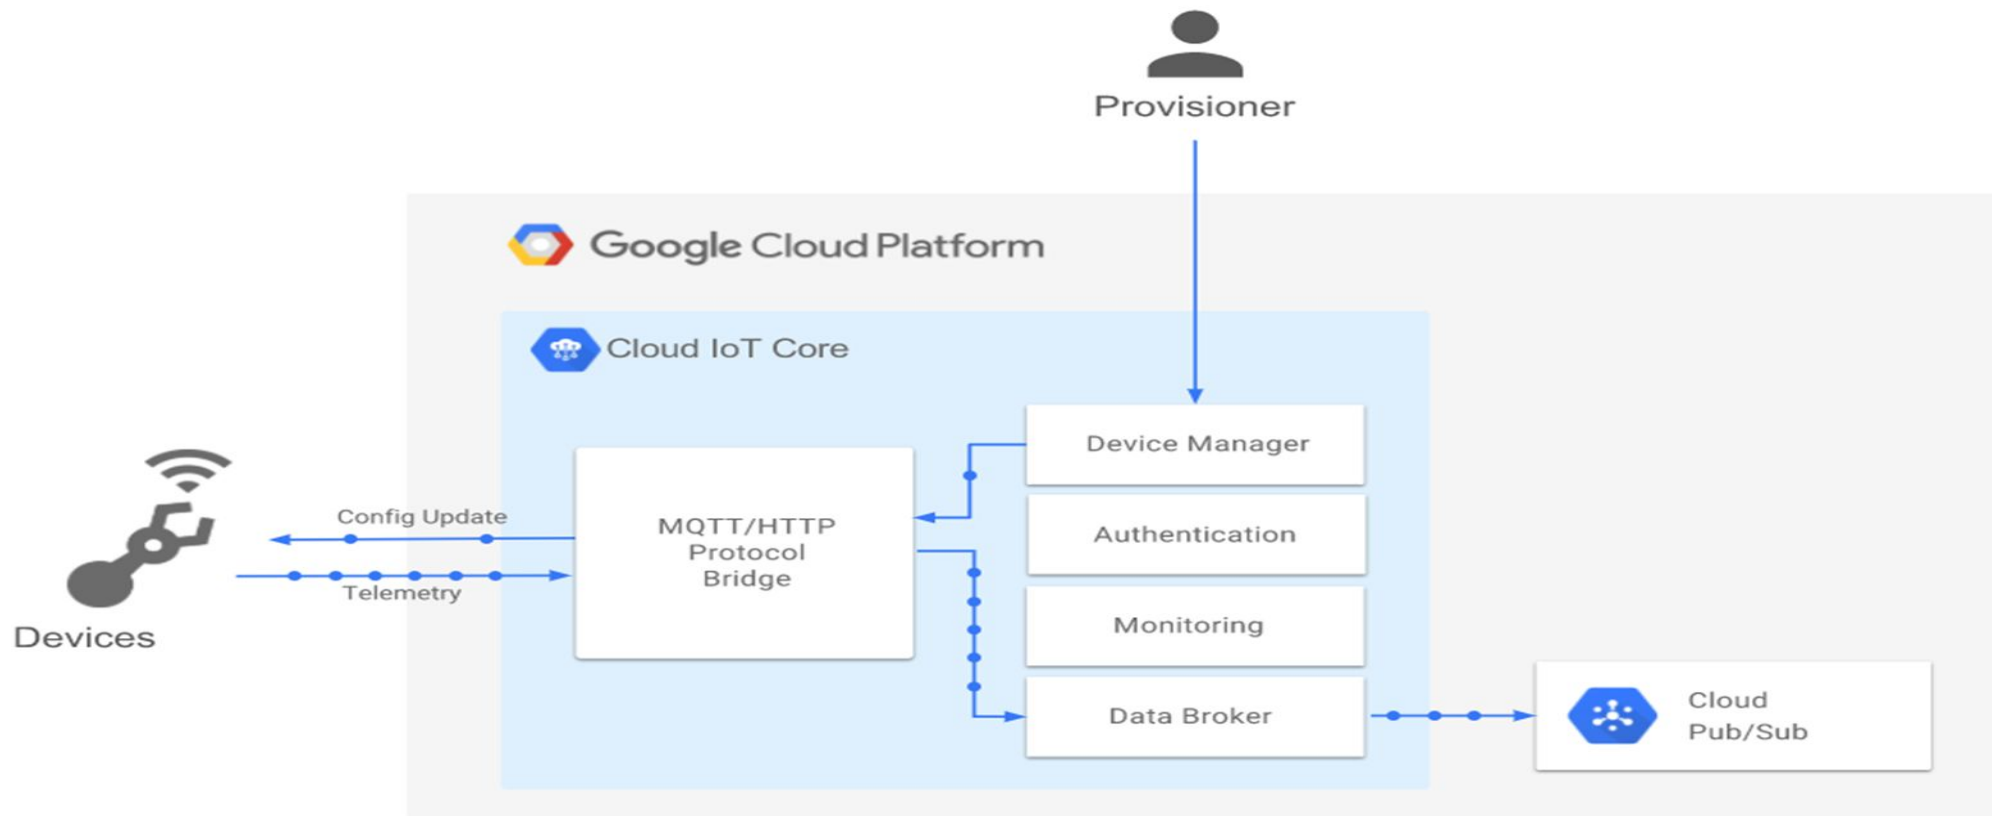 Provisioner
Google Cloud Platform
Cloud IoT Core
Device Manager
Config Update
MQTT/HTTP
Protocol
Bridge
Authentication
Telemetry
Devices
Monitoring
Data Broker
Cloud
Pub/Sub